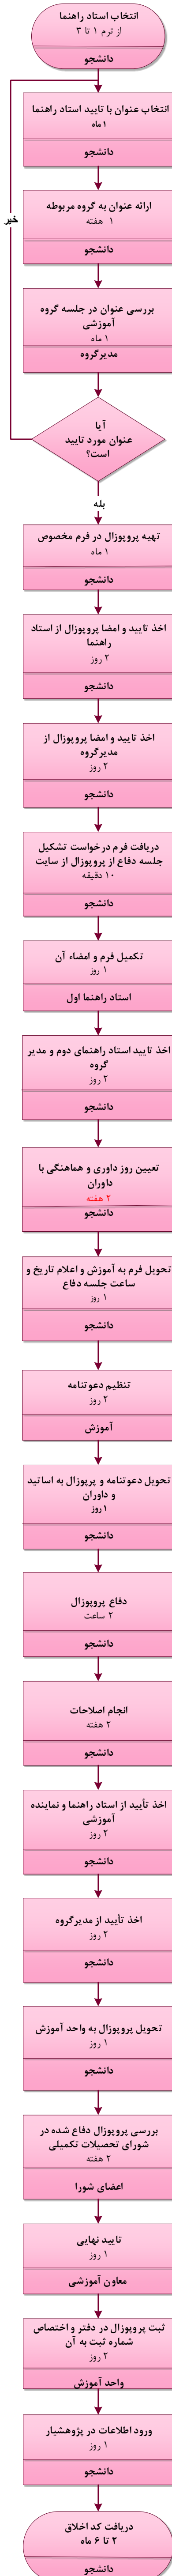 انتخاب استاد راهنما
از ترم ۱ تا ۳
دانشجو
انتخاب عنوان با تایید استاد راهنما
۱ ماه
دانشجو
ارائه عنوان به گروه مربوطه
۱ هفته
دانشجو
خیر
بررسی عنوان در جلسه گروه
آموزشی
۱ ماه
مدیرگروه
آیا
عنوان مورد تایید
است؟
بله
تهیه پروپوزال در فرم مخصوص
۱ ماه
دانشجو
اخذ تایید و امضا پروپوزال از استاد
راهنما
۲ روز
دانشجو
اخذ تایید و امضا پروپوزال از
مدیرگروه
۲ روز
دانشجو
دریافت فرم درخواست تشکیل
جلسه دفاع از پروپوزال از سایت
۱۰ دقیقه
دانشجو
تکمیل فرم و امضاء آن
۱ روز
استاد راهنما اول
اخذ تایید استاد راهنمای دوم و مدیر
گروه
۲ روز
دانشجو
تعیین روز داوری و هماهنگی با
داوران
۲ هفته
دانشجو
تحویل فرم به آموزش و اعلام تاریخ و
ساعت جلسه دفاع
۱ روز
دانشجو
تنظیم دعوتنامه
۲ روز
آموزش
تحویل دعوتنامه و پرپوزال به اساتید
و داوران
۱ روز
دانشجو
دفاع پروپوزال
۲ ساعت
دانشجو
انجام اصلاحات
۲ هفته
دانشجو
اخذ تأیید از استاد راهنما و نماینده
آموزشی
۲ روز
دانشجو
اخذ تأیید از مدیرگروه
۲ روز
دانشجو
تحویل پروپوزال به واحد آموزش
۱ روز
دانشجو
بررسی پروپوزال دفاع شده در
شورای تحصیلات تکمیلی
۲ هفته
اعضای شورا
تایید نهایی
۱ روز
معاون آموزشی
ثبت پروپوزال در دفتر و اختصاص
شماره ثبت به آن
۲ روز
واحد آموزش
ورود اطلاعات در پژوهشیار
۱ روز
دانشجو
دریافت کد اخلاق
۲ تا ۶ ماه
دانشجو